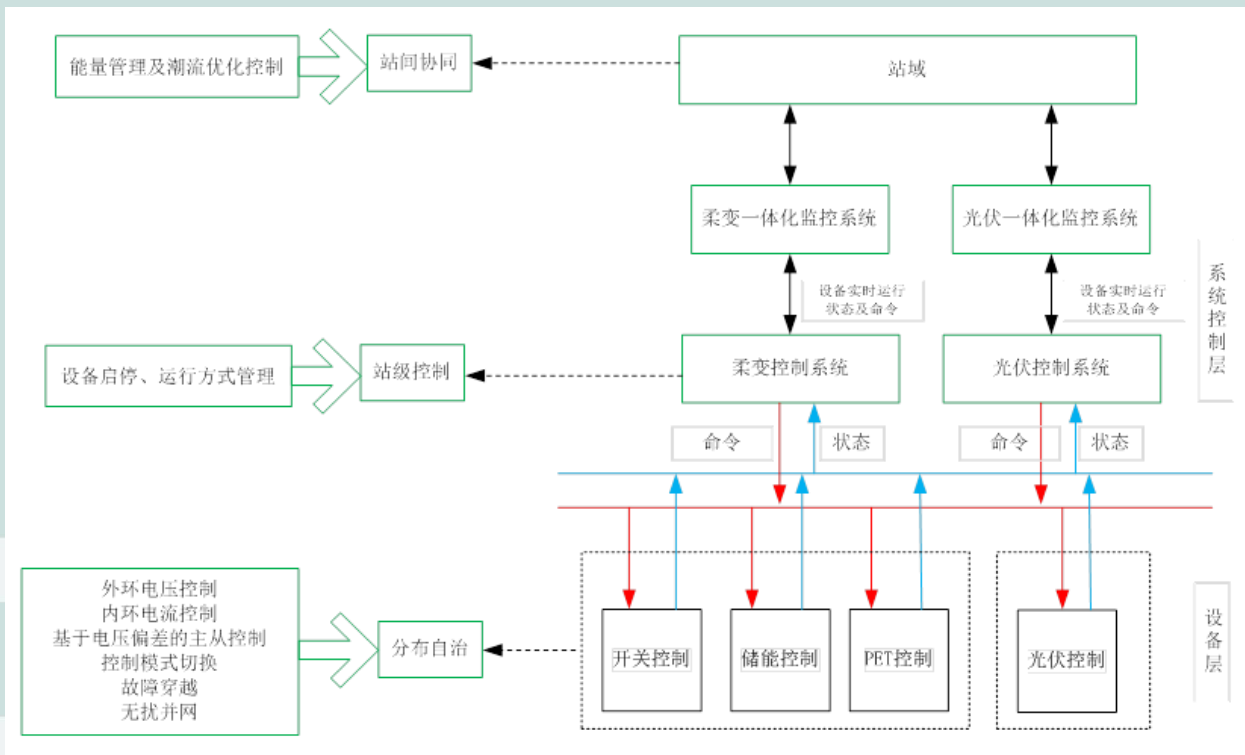 能量管理及潮流优化控制
站间协同
站域
柔变一体化监控系统
光伏一体化监控系统
设备实时运行
状态及命令
设备实时运行
状态及命令
系统控制层
设备启停、运行方式管理
站级控制
柔变控制系统
光伏控制系统
命令
状态
命令
状态
外环电压控制
内环电流控制
基于电压偏差的主从控制
控制模式切换
故障穿越
无扰并网
分布自治
开关控制
储能控制
PET控制
光伏控制
设备层